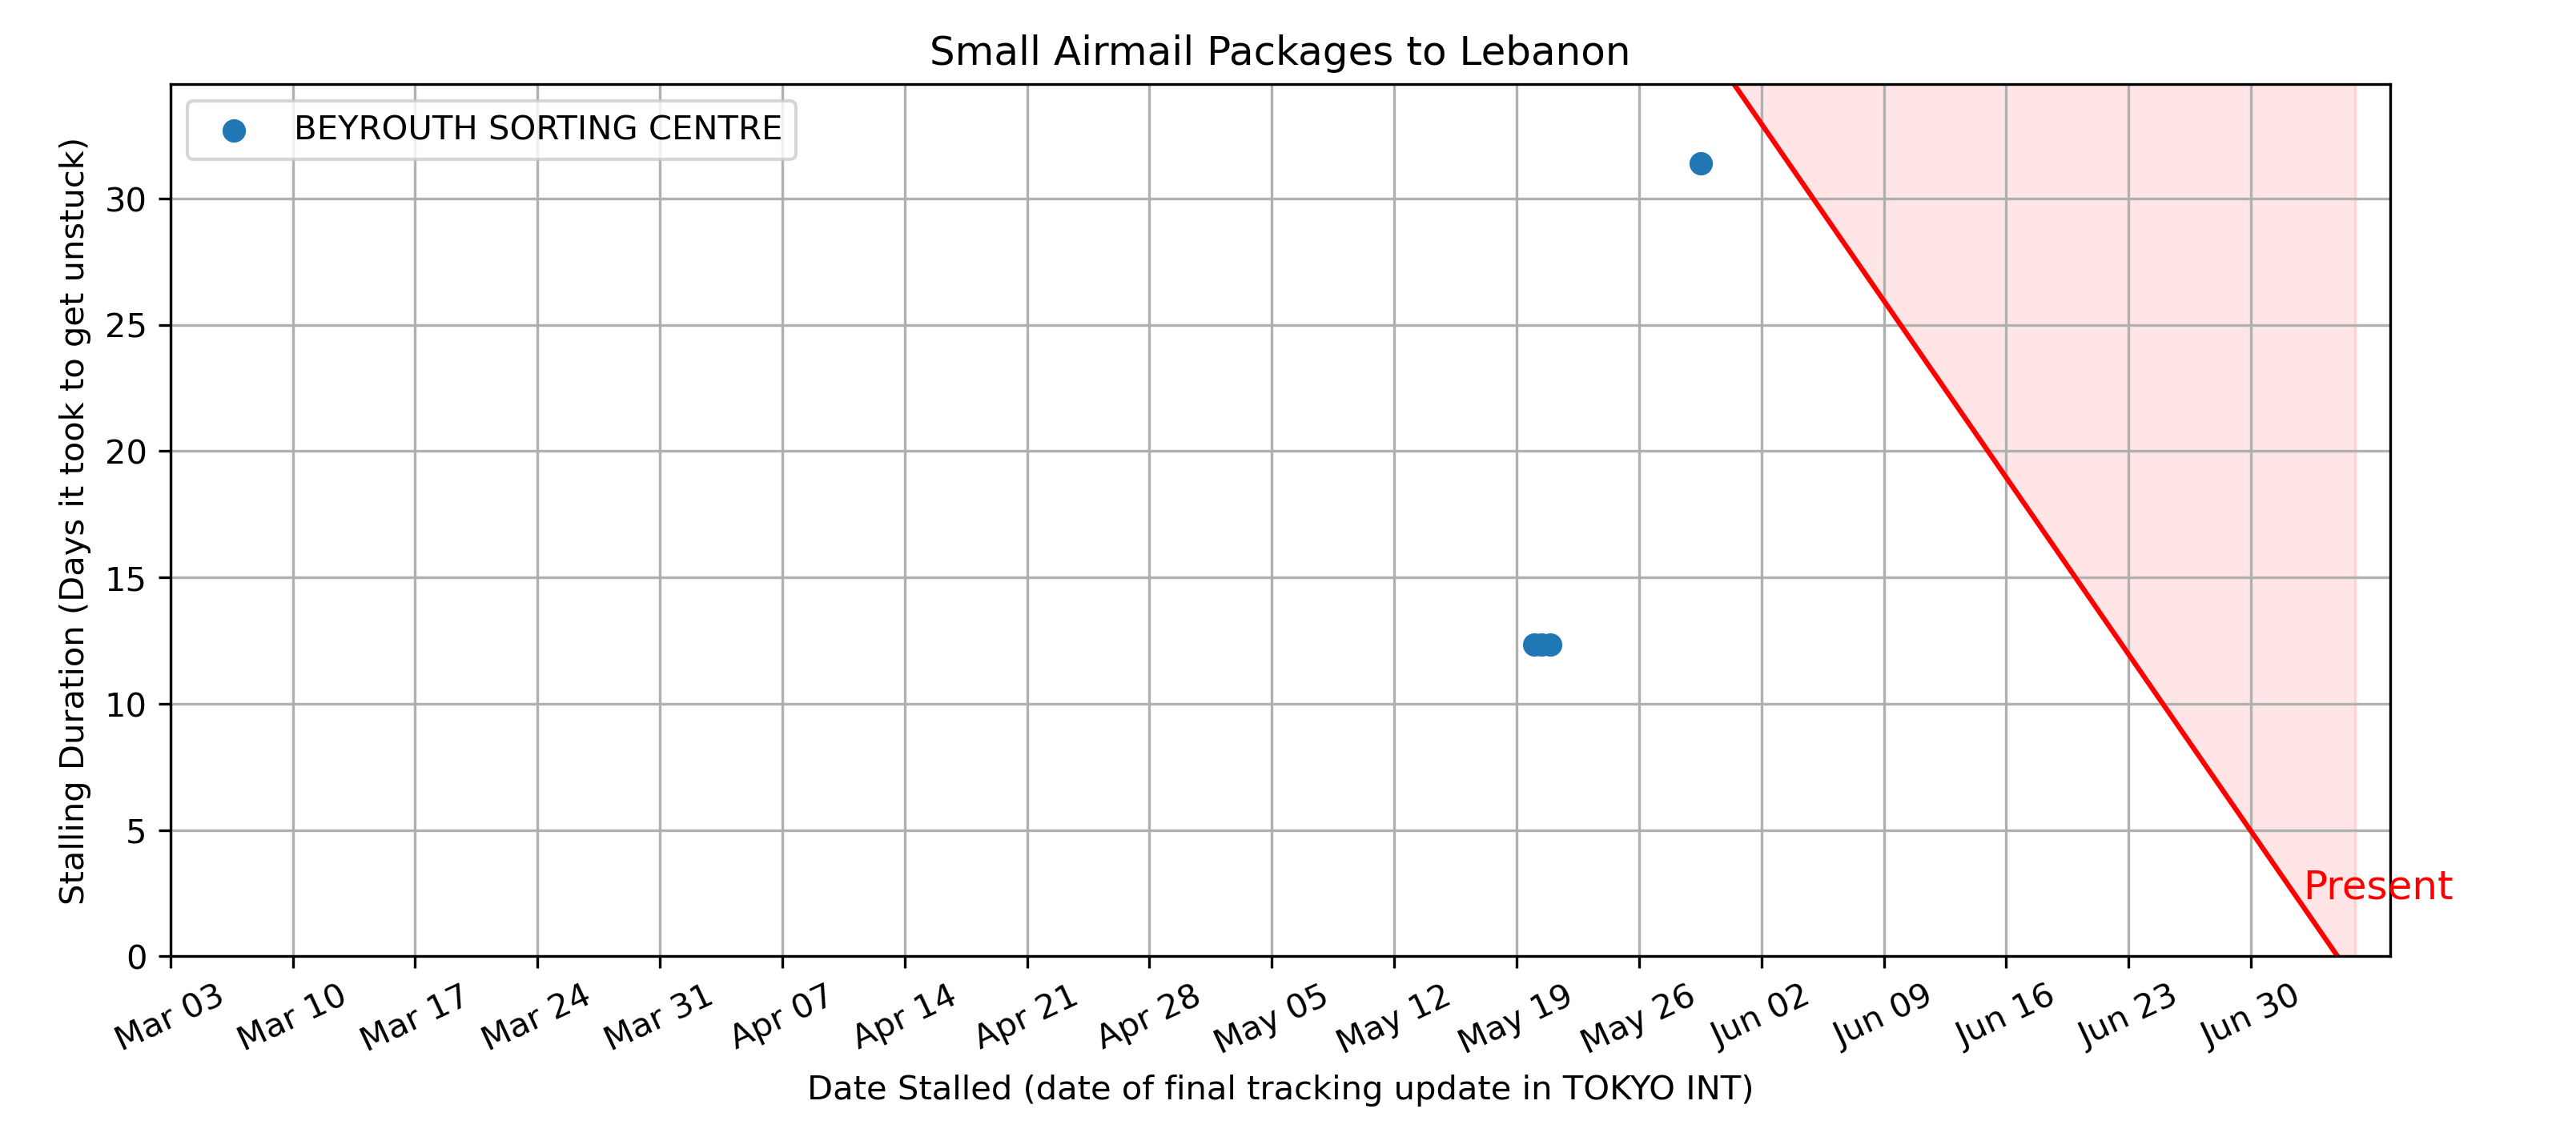 Small Airmail Packages to Lebanon
BEYROUTH SORTING CENTRE
Stalling Duration (Days it took to get unstuck)
30
25
20
15
10
5
0
Present
Mar 03
Mar 10
Mar 17
Mar 24
Mar 31
Apr 07
Apr 14
Apr 21
Apr 28
May 05
May 12
May 19
May 26
Jun 02
Jun 09
Jun 16
Jun 23
Jun 30
Date Stalled (date of final tracking update in TOKYO INT)